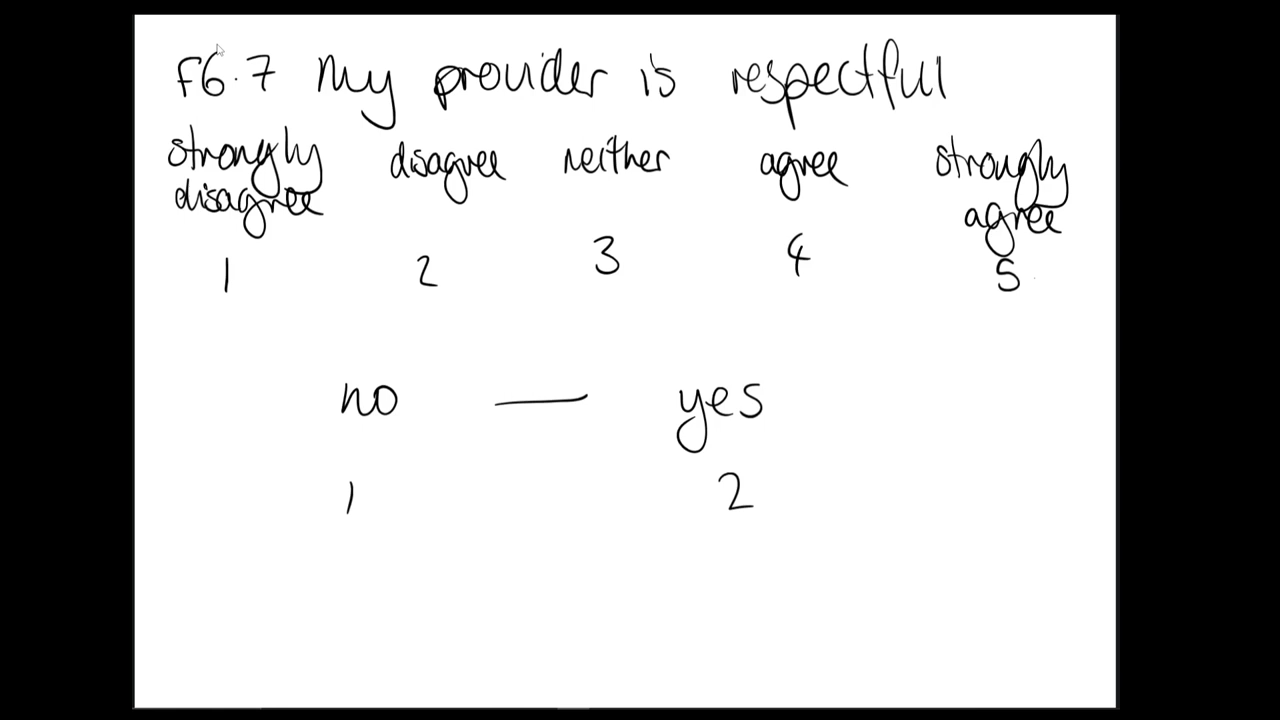 F6.7 My provider is respectful
strongly disagree neither agree strongly
disagree agree
1 2 3 4 5
no — yes
1 2